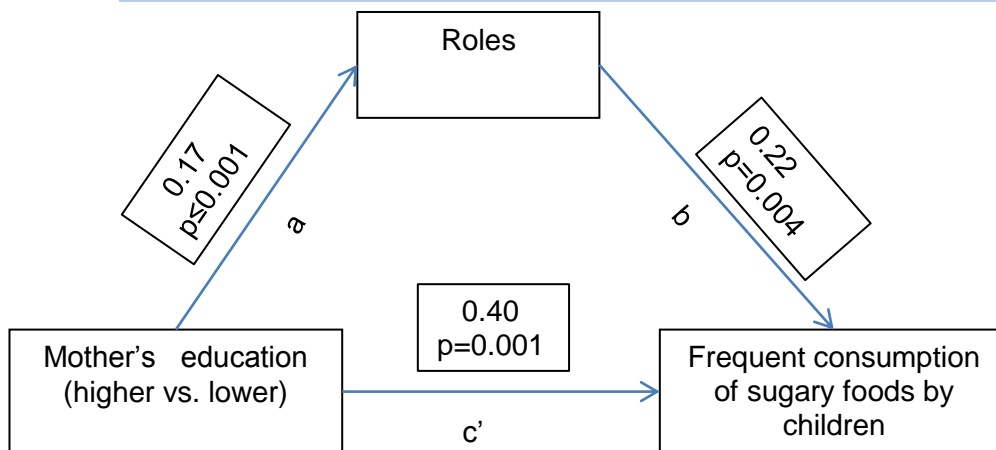 Roles
0.17
p≤0.001
a
0.22
p=0.004
b
0.40
p=0.001
Mother’s education
(higher vs. lower)
c’
Frequent consumption
of sugary foods by
children